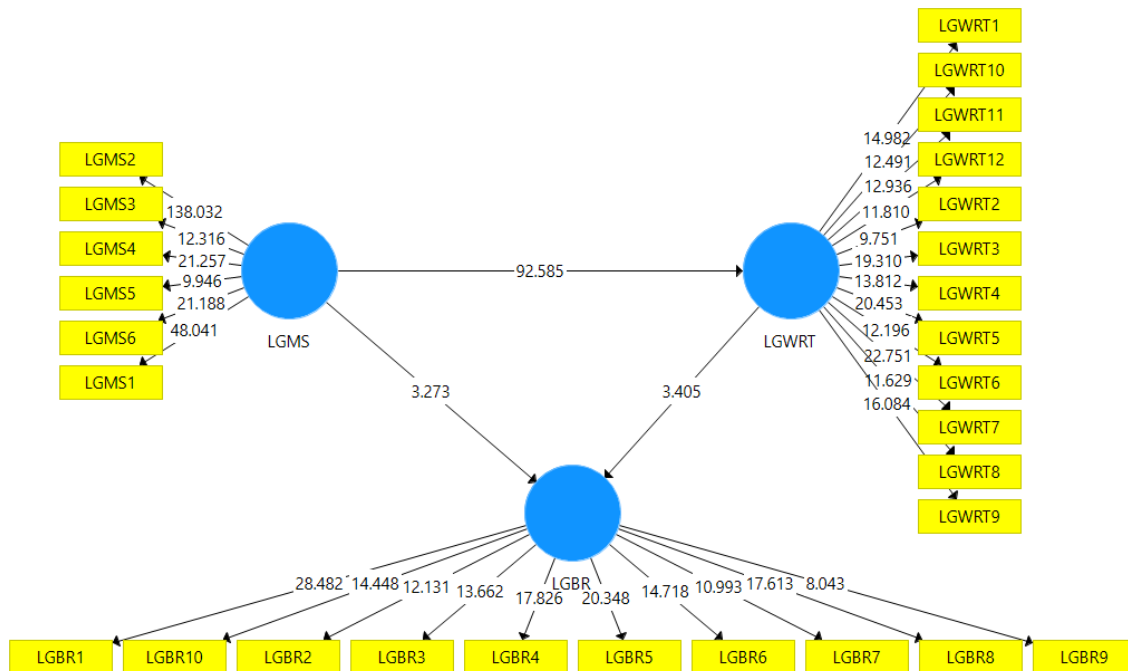 LGWRT1
LGWRT10
LGWRT11
LGWRT12
LGWRT2
LGWRT3
LGWRT4
LGWRT5
LGWRT6
LGWRT7
LGWRT8
LGWRT9
14.982
12.491
12.936
11.810
9.751
19.310
13.812
20.453
12.196
22.751
11.629
16.084
LGMS2
LGMS3
LGMS4
LGMS5
LGMS6
LGMS1
138.032
12.316
21.257
9.946
21.188
48.041
LGMS
92.585
LGWRT
3.273
3.405
LGBR
28.482
14.448
12.131
13.662
17.826
20.348
14.718
10.993
17.613
8.043
LGBR1
LGBR10
LGBR2
LGBR3
LGBR4
LGBR5
LGBR6
LGBR7
LGBR8
LGBR9